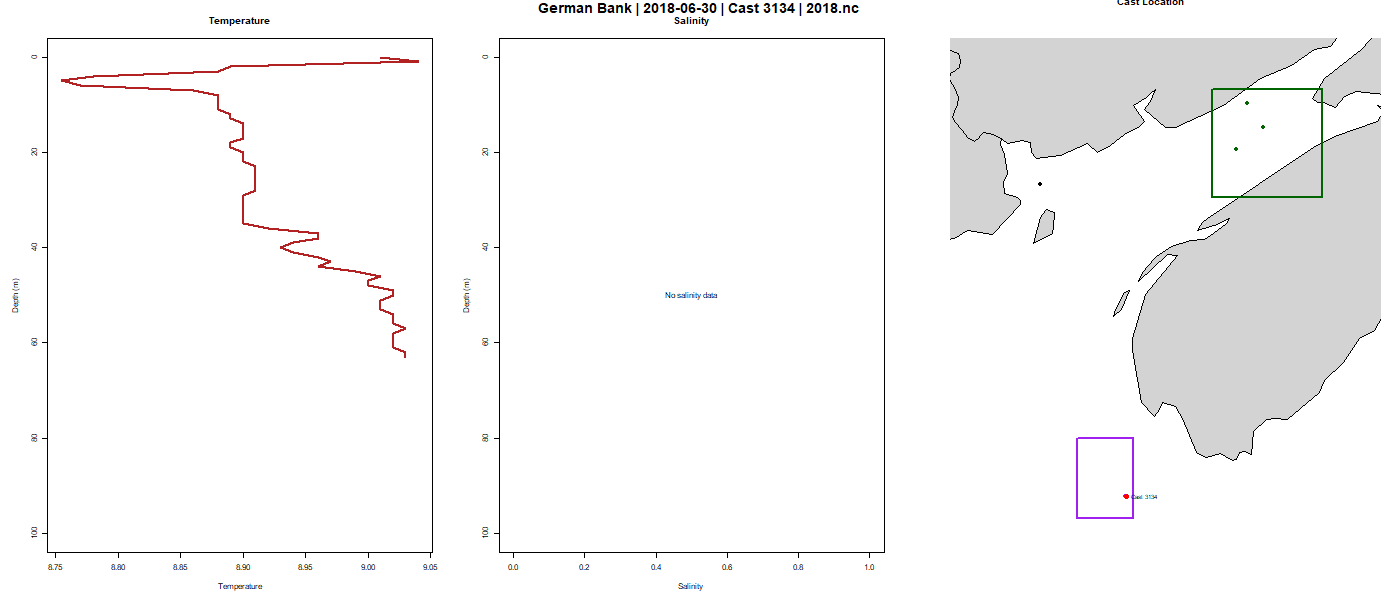 German Bank | 2018-06-30 | Cast 3134 | 2018.nc
Temperature
Salinity
Cast Location
0
20
40
60
80
100
Depth (m)
8.75 8.80 8.85 8.90 8.95 9.00 9.05
Temperature
0
20
40
60
80
100
Depth (m)
No salinity data
0.0 0.2 0.4 0.6 0.8 1.0
Salinity
Cast 3134